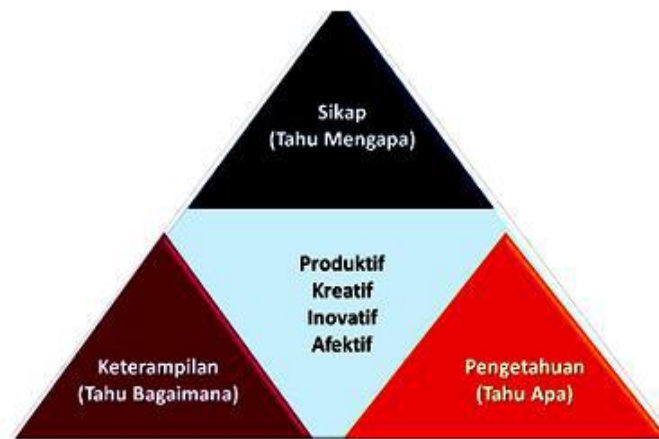 Sikap
(Tahu Mengapa)
Produktif
Kreatif
Inovatif
Afektif
Keterampilan
(Tahu Bagaimana)
Pengetahuan
(Tahu Apa)